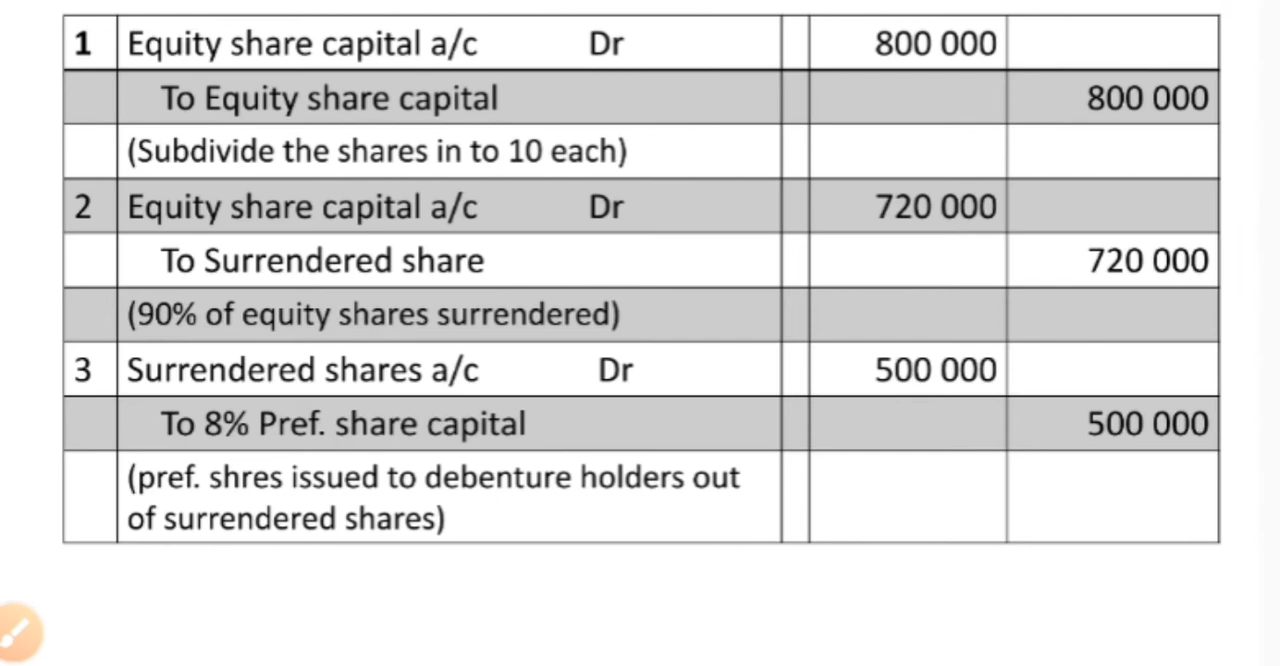 1 Equity share capital a/c Dr 800 000
To Equity share capital 800 000
(Subdivide the shares in to 10 each)
2 Equity share capital a/c Dr 720 000
To Surrendered share 720 000
(90% of equity shares surrendered)
3 Surrendered shares a/c Dr 500 000
To 8% Pref. share capital 500 000
(pref. shres issued to debenture holders out
of surrendered shares)